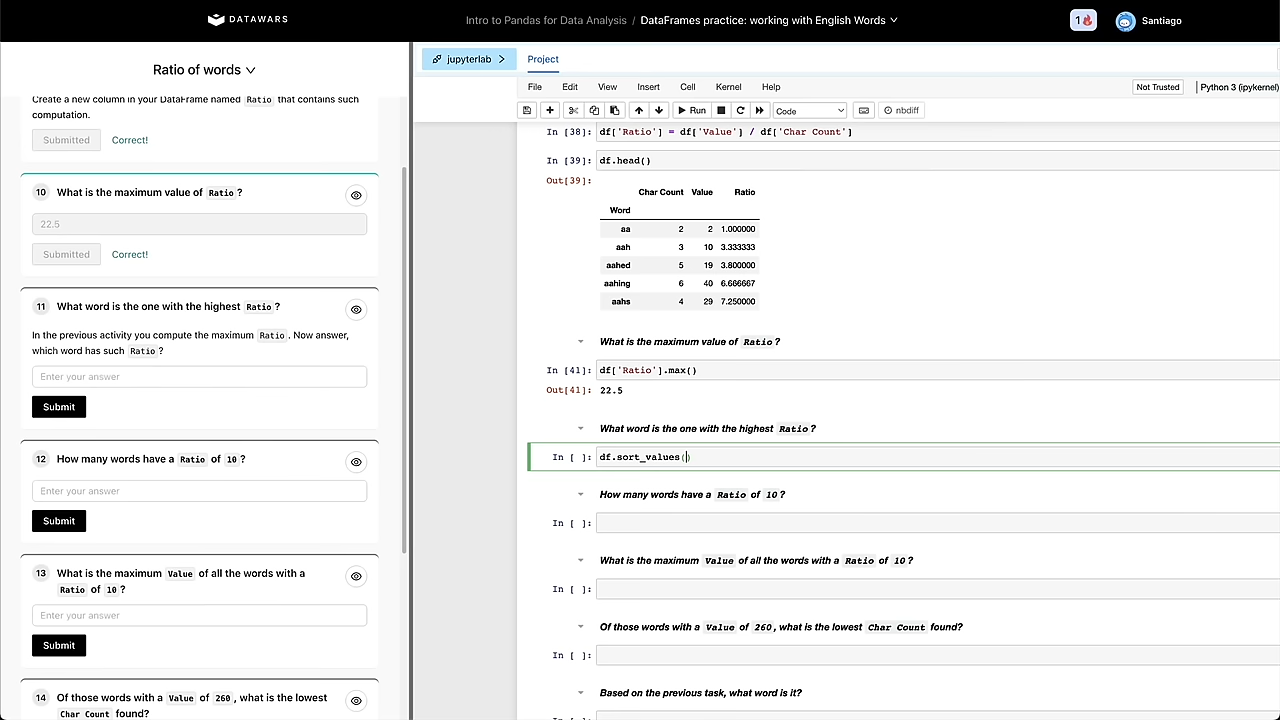 DATAWARS
Intro to Pandas for Data Analysis / DataFrames practice: working with English Words
1
Santiago
Ratio of words
Create a new column in your DataFrame named Ratio that contains such
computation.
Submitted Correct!
10 What is the maximum value of Ratio ?
22.5
Submitted Correct!
11 What word is the one with the highest Ratio ?
In the previous activity you compute the maximum Ratio . Now answer,
which word has such Ratio ?
Enter your answer
Submit
12 How many words have a Ratio of 10 ?
Enter your answer
Submit
13 What is the maximum Value of all the words with a
Ratio of 10 ?
Enter your answer
Submit
14 Of those words with a Value of 260 , what is the lowest
Char Count found?
jupyterlab Project
File Edit View Insert Cell Kernel Help Not Trusted Python 3 (ipykernel)
Run Code nbdiff
In [38]: df['Ratio'] = df['Value'] / df['Char Count']
In [39]: df.head()
Out[39]:
Char Count Value Ratio
Word
aa 2 2 1.000000
aah 3 10 3.333333
aahed 5 19 3.800000
aahing 6 40 6.666667
aahs 4 29 7.250000
What is the maximum value of Ratio ?
In [41]: df['Ratio'].max()
Out[41]: 22.5
What word is the one with the highest Ratio ?
In [ ]: df.sort_values()
How many words have a Ratio of 10 ?
In [ ]:
What is the maximum Value of all the words with a Ratio of 10 ?
In [ ]:
Of those words with a Value of 260 , what is the lowest Char Count found?
In [ ]:
Based on the previous task, what word is it?